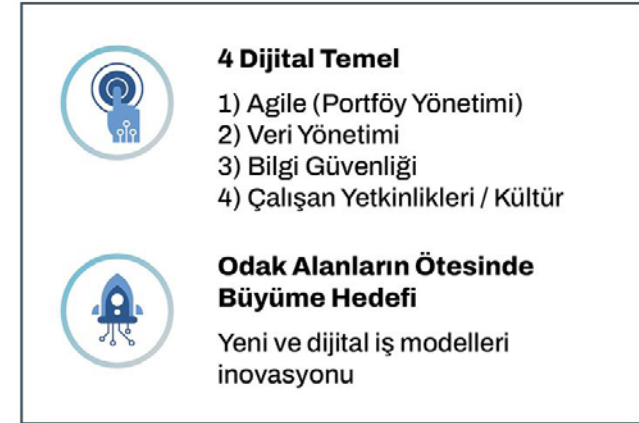 4 Dijital Temel
1) Agile (Portföy Yönetimi)
2) Veri Yönetimi
3) Bilgi Güvenliği
4) Çalışan Yetkinlikleri / Kültür
Odak Alanların Ötesinde
Büyüme Hedefi
Yeni ve dijital iş modelleri
inovasyonu